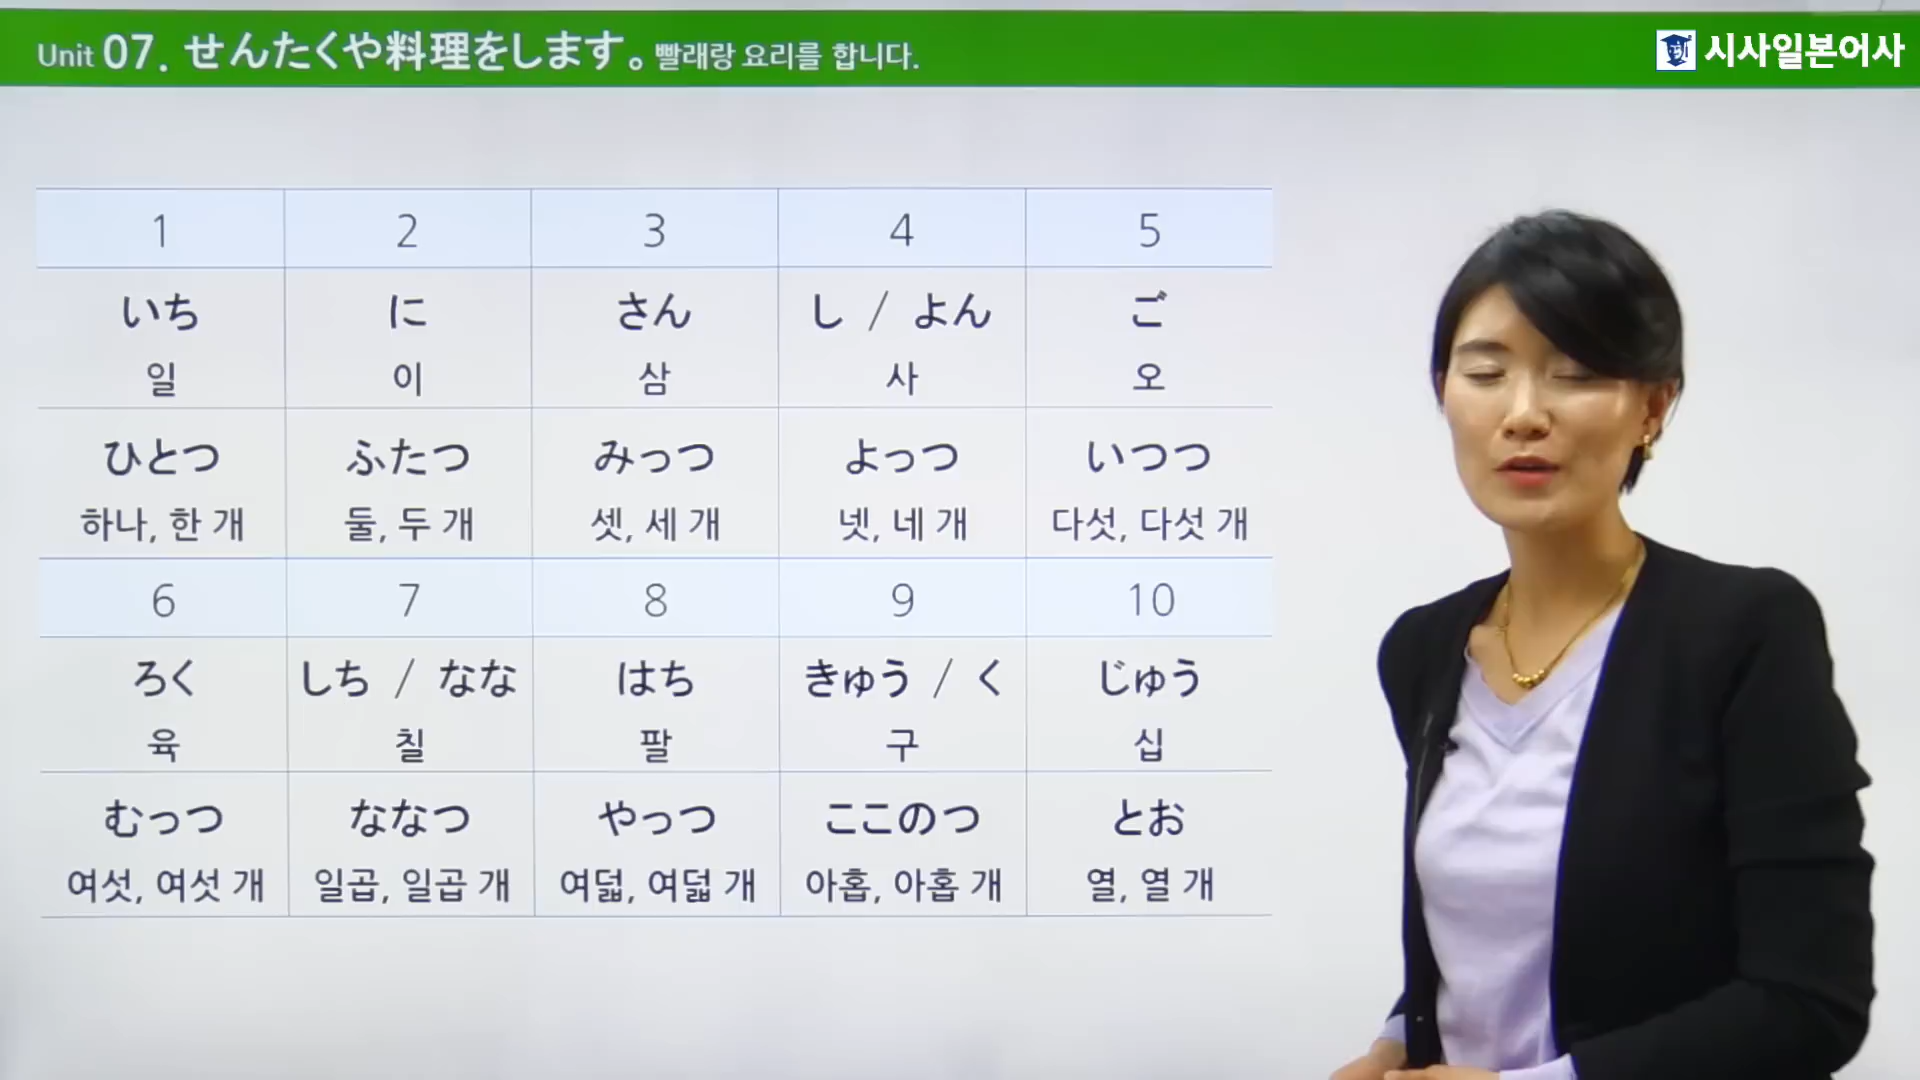 Unit 07. せんたくや料理をします。빨래랑 요리를 합니다.
시사일본어사
1 2 3 4 5
いち に さん し / よん ご
일 이 삼 사 오
ひとつ ふたつ みっつ よっつ いつつ
하나, 한 개 둘, 두 개 셋, 세 개 넷, 네 개 다섯, 다섯 개
6 7 8 9 10
ろく しち / なな はち きゅう / く じゅう
육 칠 팔 구 십
むっつ ななつ やっつ ここのつ とお
여섯, 여섯 개 일곱, 일곱 개 여덟, 여덟 개 아홉, 아홉 개 열, 열 개